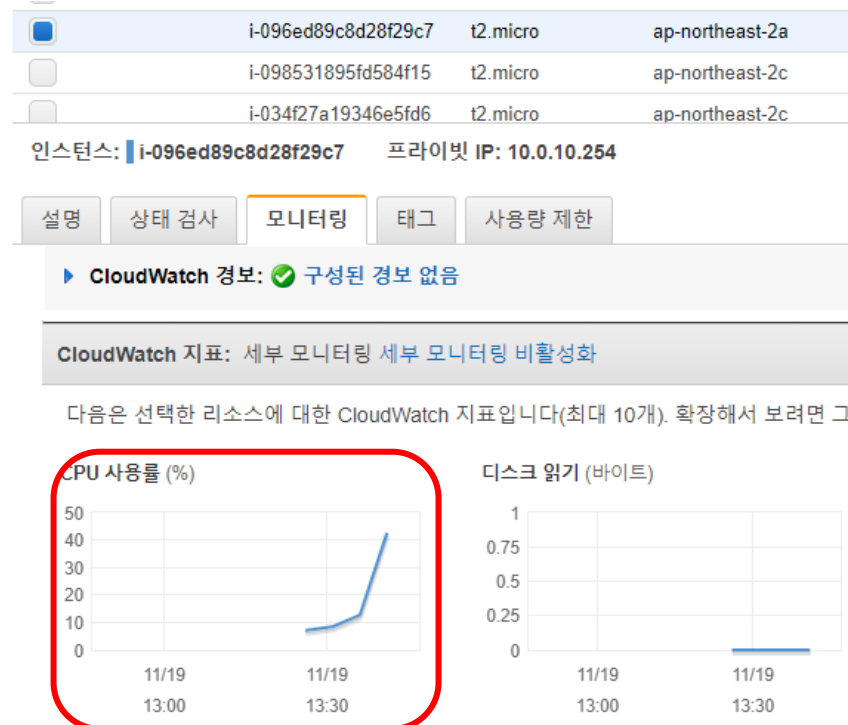 i-096ed89c8d28f29c7 t2.micro ap-northeast-2a
i-098531895fd584f15 t2.micro ap-northeast-2c
i-034f27a19346e5fd6 t2.micro ap-northeast-2c
인스턴스: i-096ed89c8d28f29c7 프라이빗 IP: 10.0.10.254
설명 상태 검사 모니터링 태그 사용량 제한
CloudWatch 경보: 구성된 경보 없음
CloudWatch 지표: 세부 모니터링 세부 모니터링 비활성화
다음은 선택한 리소스에 대한 CloudWatch 지표입니다(최대 10개). 확장해서 보려면 그
CPU 사용률 (%)
50
40
30
20
10
0
11/19 11/19
13:00 13:30
디스크 읽기 (바이트)
1
0.75
0.5
0.25
0
11/19 11/19
13:00 13:30